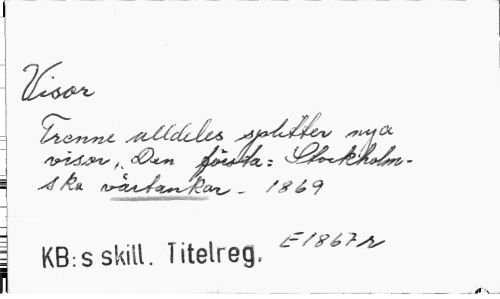 Visor
Trenne alldeles splitter nya
visor, Den första: Stockholm-
ska vårtankar - 1869
KB:s skill. Titelreg. E1867r